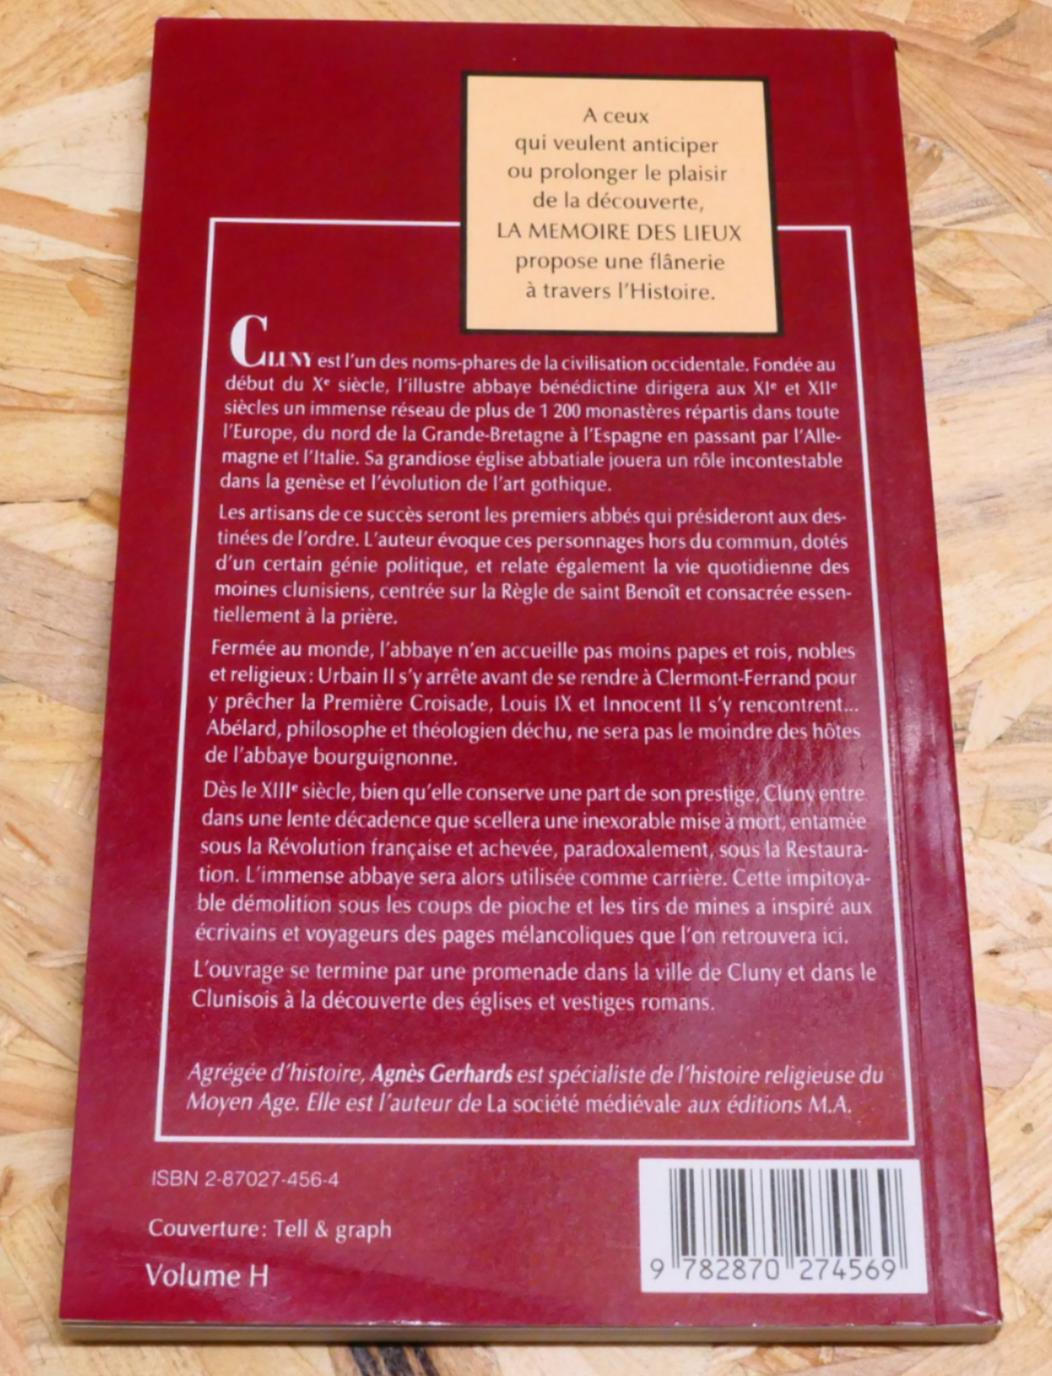 A ceux
qui veulent anticiper
ou prolonger le plaisir
de la découverte,
LA MEMOIRE DES LIEUX
propose une flânerie
à travers l'Histoire.
CLUNY est l'un des noms-phares de la civilisation occidentale. Fondée au
début du Xe siècle, l'illustre abbaye bénédictine dirigera aux XIe et XIIe
siècles un immense réseau de plus de 1 200 monastères répartis dans toute
l'Europe, du nord de la Grande-Bretagne à l'Espagne en passant par l'Alle-
magne et l'Italie. Sa grandiose église abbatiale jouera un rôle incontestable
dans la genèse et l'évolution de l'art gothique.
Les artisans de ce succès seront les premiers abbés qui présideront aux des-
tinées de l'ordre. L'auteur évoque ces personnages hors du commun, dotés
d'un certain génie politique, et relate également la vie quotidienne des
moines clunisiens, centrée sur la Règle de saint Benoît et consacrée essen-
tiellement à la prière.
Fermée au monde, l'abbaye n'en accueille pas moins papes et rois, nobles
et religieux : Urbain II s'y arrête avant de se rendre à Clermont-Ferrand pour
y prêcher la Première Croisade, Louis IX et Innocent II s'y rencontrent...
Abélard, philosophe et théologien déchu, ne sera pas le moindre des hôtes
de l'abbaye bourguignonne.
Dès le XIIIe siècle, bien qu'elle conserve une part de son prestige, Cluny entre
dans une lente décadence que scellera une inexorable mise à mort, entamée
sous la Révolution française et achevée, paradoxalement, sous la Restaura-
tion. L'immense abbaye sera alors utilisée comme carrière. Cette impitoya-
ble démolition sous les coups de pioche et les tirs de mines a inspiré aux
écrivains et voyageurs des pages mélancoliques que l'on retrouvera ici.
L'ouvrage se termine par une promenade dans la ville de Cluny et dans le
Clunisois à la découverte des églises et vestiges romans.
Agrégée d'histoire, Agnès Gerhards est spécialiste de l'histoire religieuse du
Moyen Age. Elle est l'auteur de La société médiévale aux éditions M.A.
ISBN 2-87027-456-4
Couverture : Tell & graph
Volume H
9 782870 274569